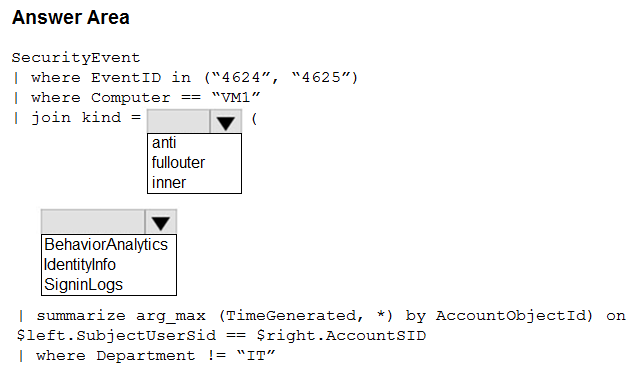 Answer Area
SecurityEvent
| where EventID in (“4624”, “4625”)
| where Computer == “VM1”
| join kind = (
anti
fullouter
inner
BehaviorAnalytics
IdentityInfo
SigninLogs
| summarize arg_max (TimeGenerated, *) by AccountObjectId) on
$left.SubjectUserSid == $right.AccountSID
| where Department != “IT”